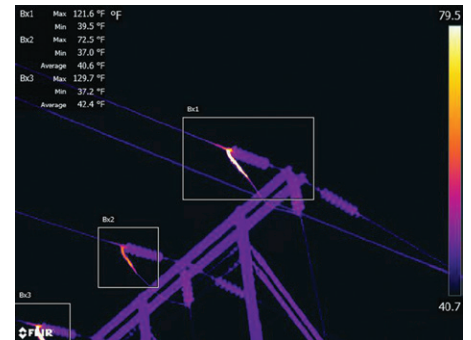 Bx1 Max 121.6 °F °F
Min 39.5 °F
Bx2 Max 72.5 °F
Min 37.0 °F
Average 40.6 °F
Bx3 Max 129.7 °F
Min 37.2 °F
Average 42.4 °F
79.5
Bx1
Bx2
Bx3
40.7
FLIR